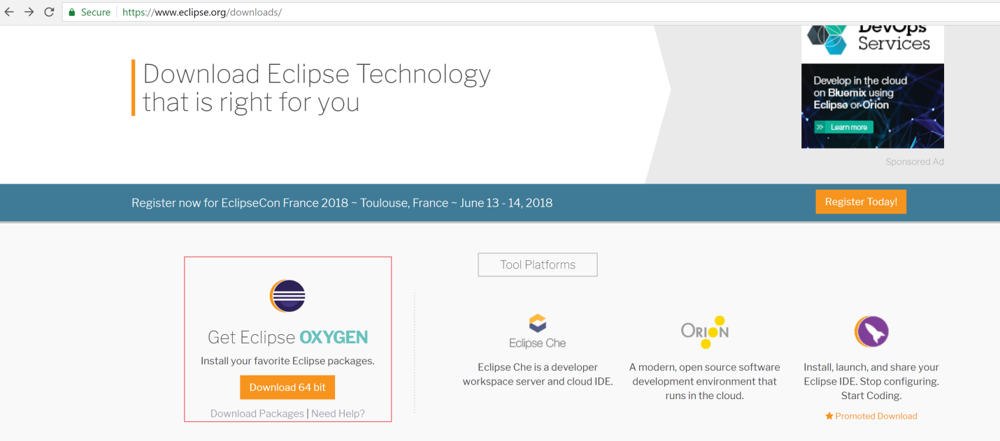 Secure
https://www.eclipse.org/downloads/
DevOps
Services
Download Eclipse Technology
that is right for you
Develop in the cloud
on Bluemix using
Eclipse or Orion
Learn more
Sponsored Ad
Register now for EclipseCon France 2018 ~ Toulouse, France ~ June 13 - 14, 2018
Register Today!
Get Eclipse OXYGEN
Install your favorite Eclipse packages.
Download 64 bit
Download Packages | Need Help?
Tool Platforms
Eclipse Che
Eclipse Che is a developer
workspace server and cloud IDE.
ORION
A modern, open source software
development environment that
runs in the cloud.
Install, launch, and share your
Eclipse IDE. Stop configuring.
Start Coding.
Promoted Download